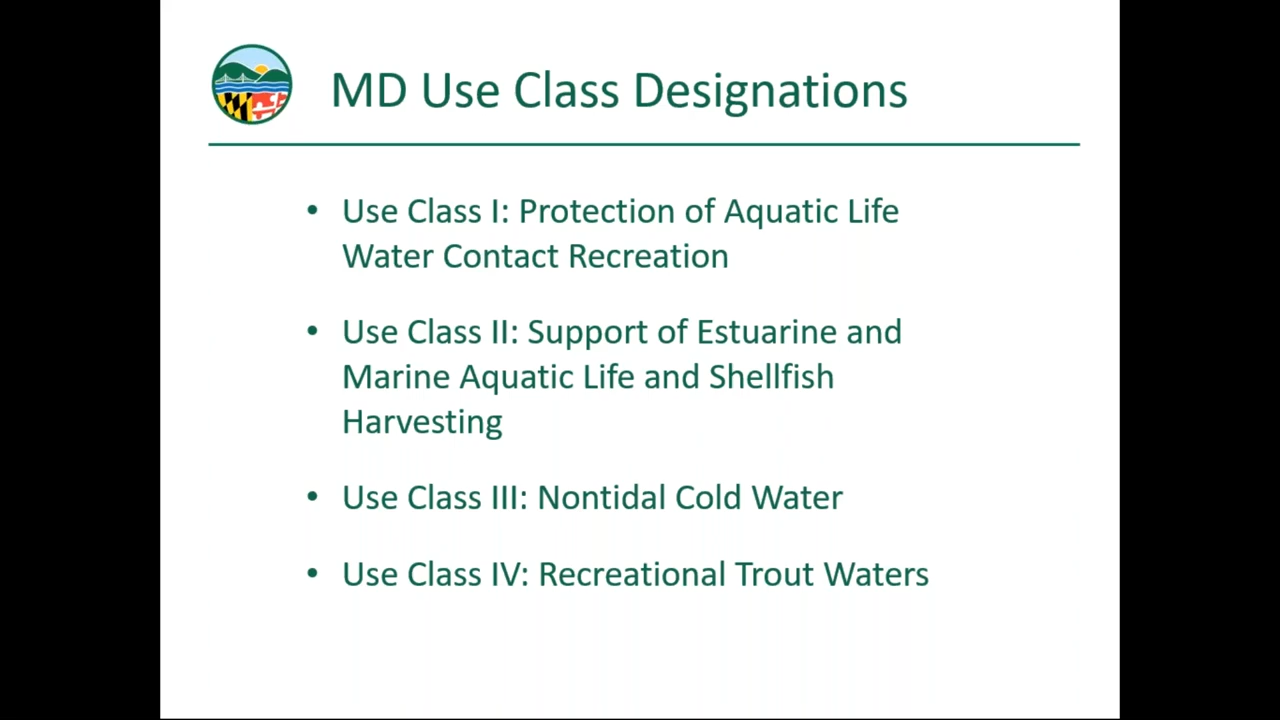 MD Use Class Designations
• Use Class I: Protection of Aquatic Life
Water Contact Recreation
• Use Class II: Support of Estuarine and
Marine Aquatic Life and Shellfish
Harvesting
• Use Class III: Nontidal Cold Water
• Use Class IV: Recreational Trout Waters